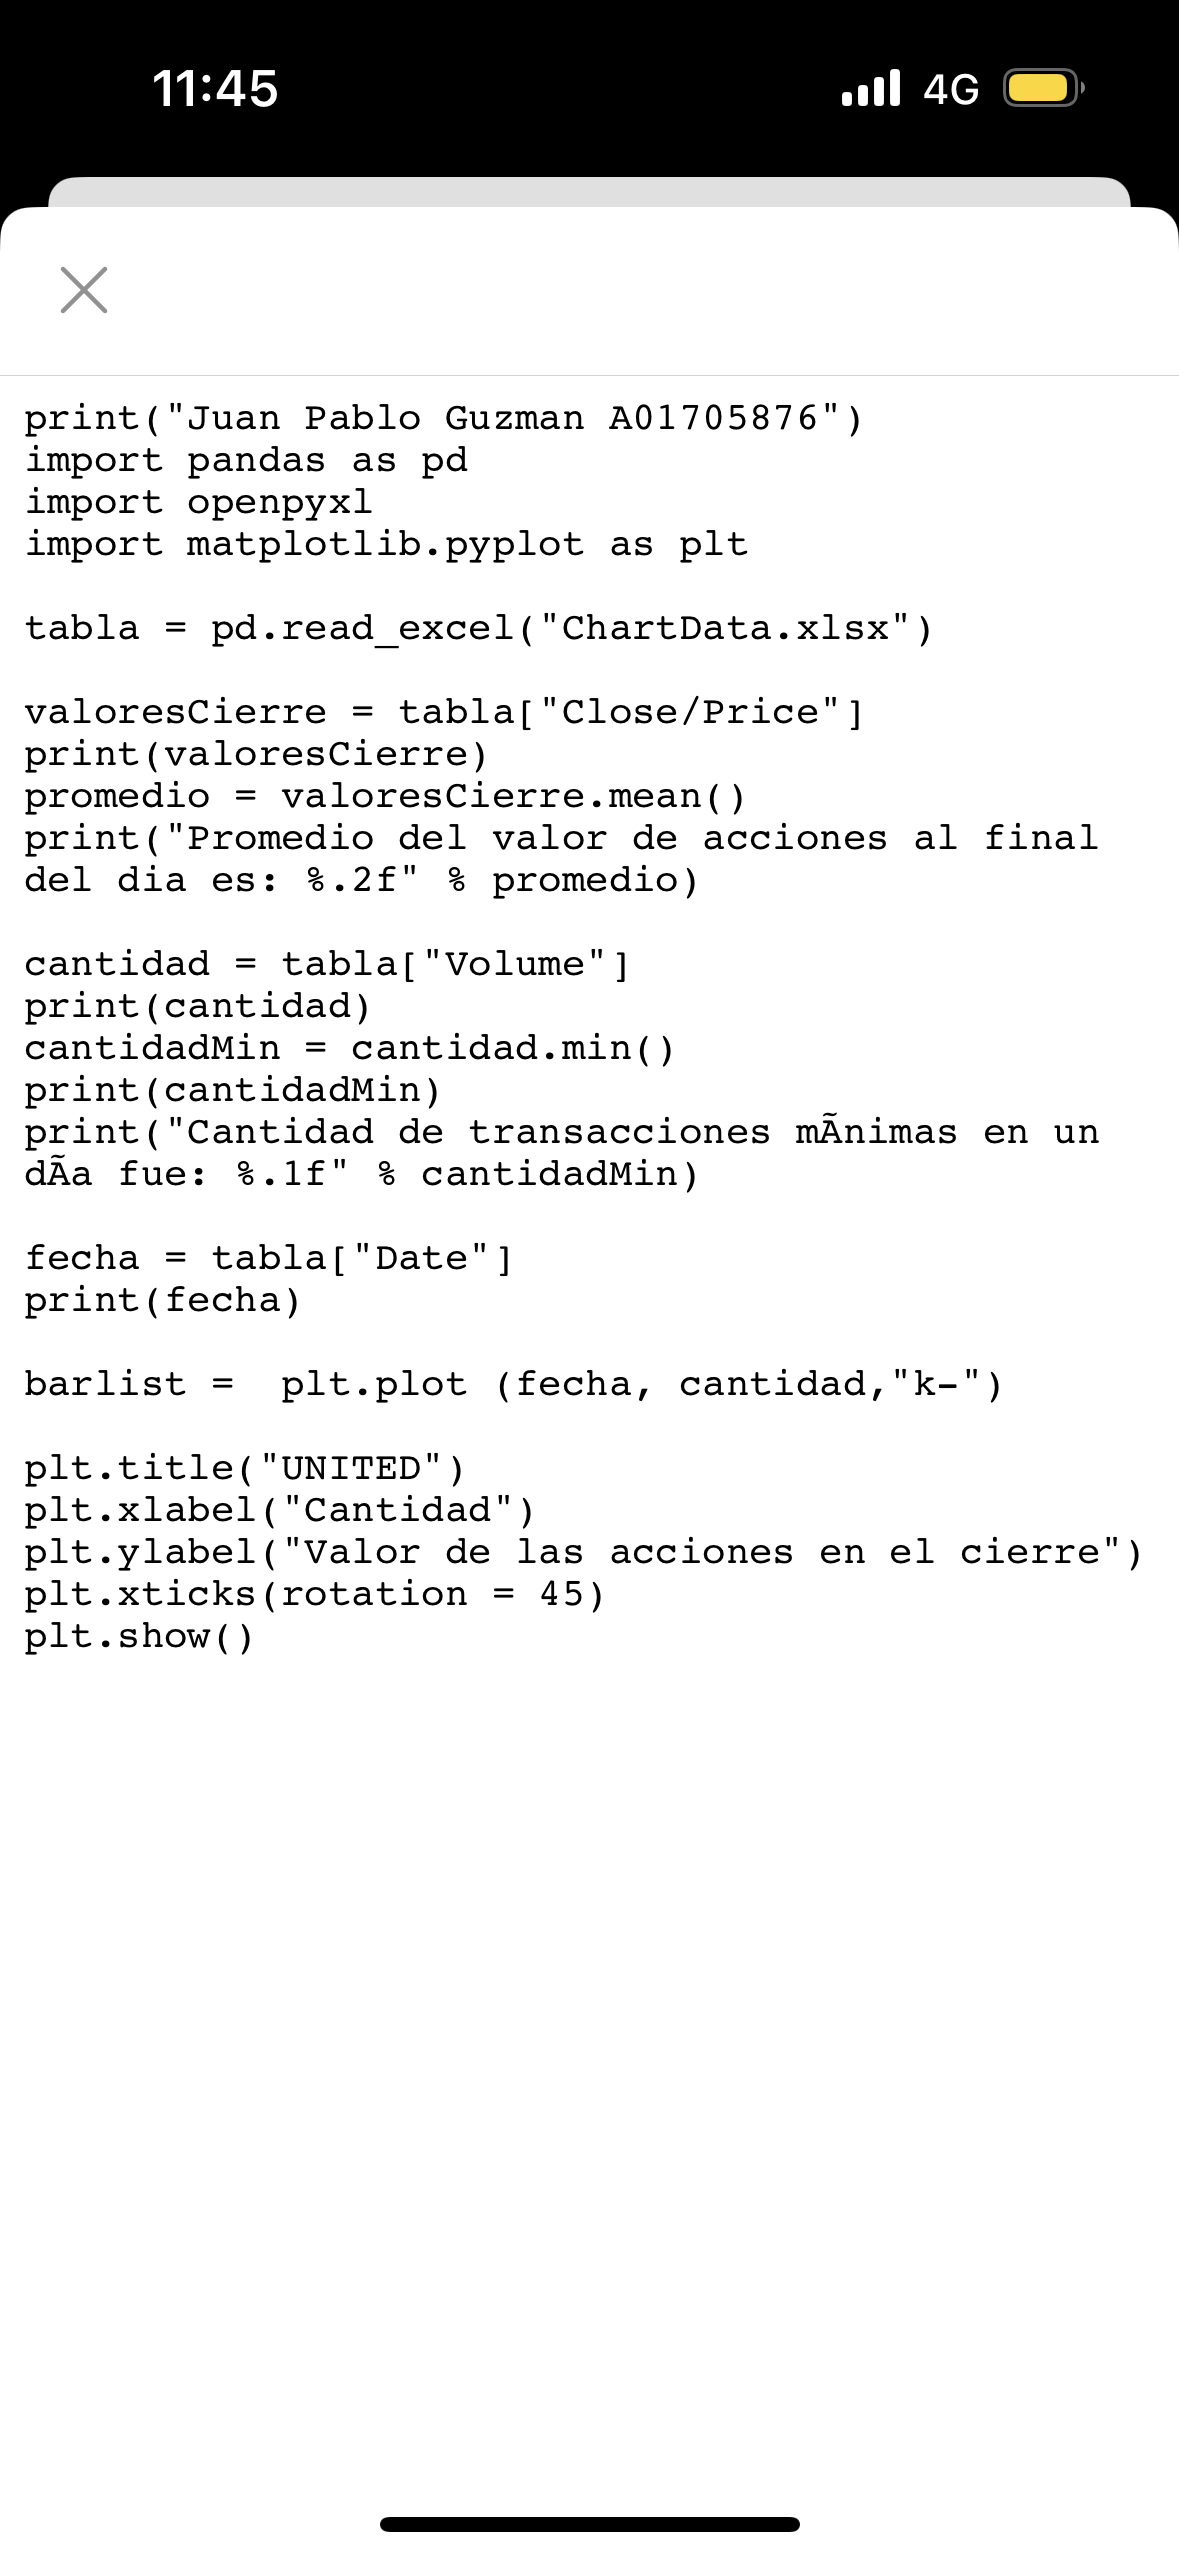 11:45
4G
print("Juan Pablo Guzman A01705876")
import pandas as pd
import openpyxl
import matplotlib.pyplot as plt
tabla = pd.read_excel("ChartData.xlsx")
valoresCierre = tabla["Close/Price"]
print(valoresCierre)
promedio = valoresCierre.mean()
print("Promedio del valor de acciones al final
del dia es: %.2f" % promedio)
cantidad = tabla["Volume"]
print(cantidad)
cantidadMin = cantidad.min()
print(cantidadMin)
print("Cantidad de transacciones mÃnimas en un
dÃa fue: %.1f" % cantidadMin)
fecha = tabla["Date"]
print(fecha)
barlist =  plt.plot (fecha, cantidad,"k-")
plt.title("UNITED")
plt.xlabel("Cantidad")
plt.ylabel("Valor de las acciones en el cierre")
plt.xticks(rotation = 45)
plt.show()